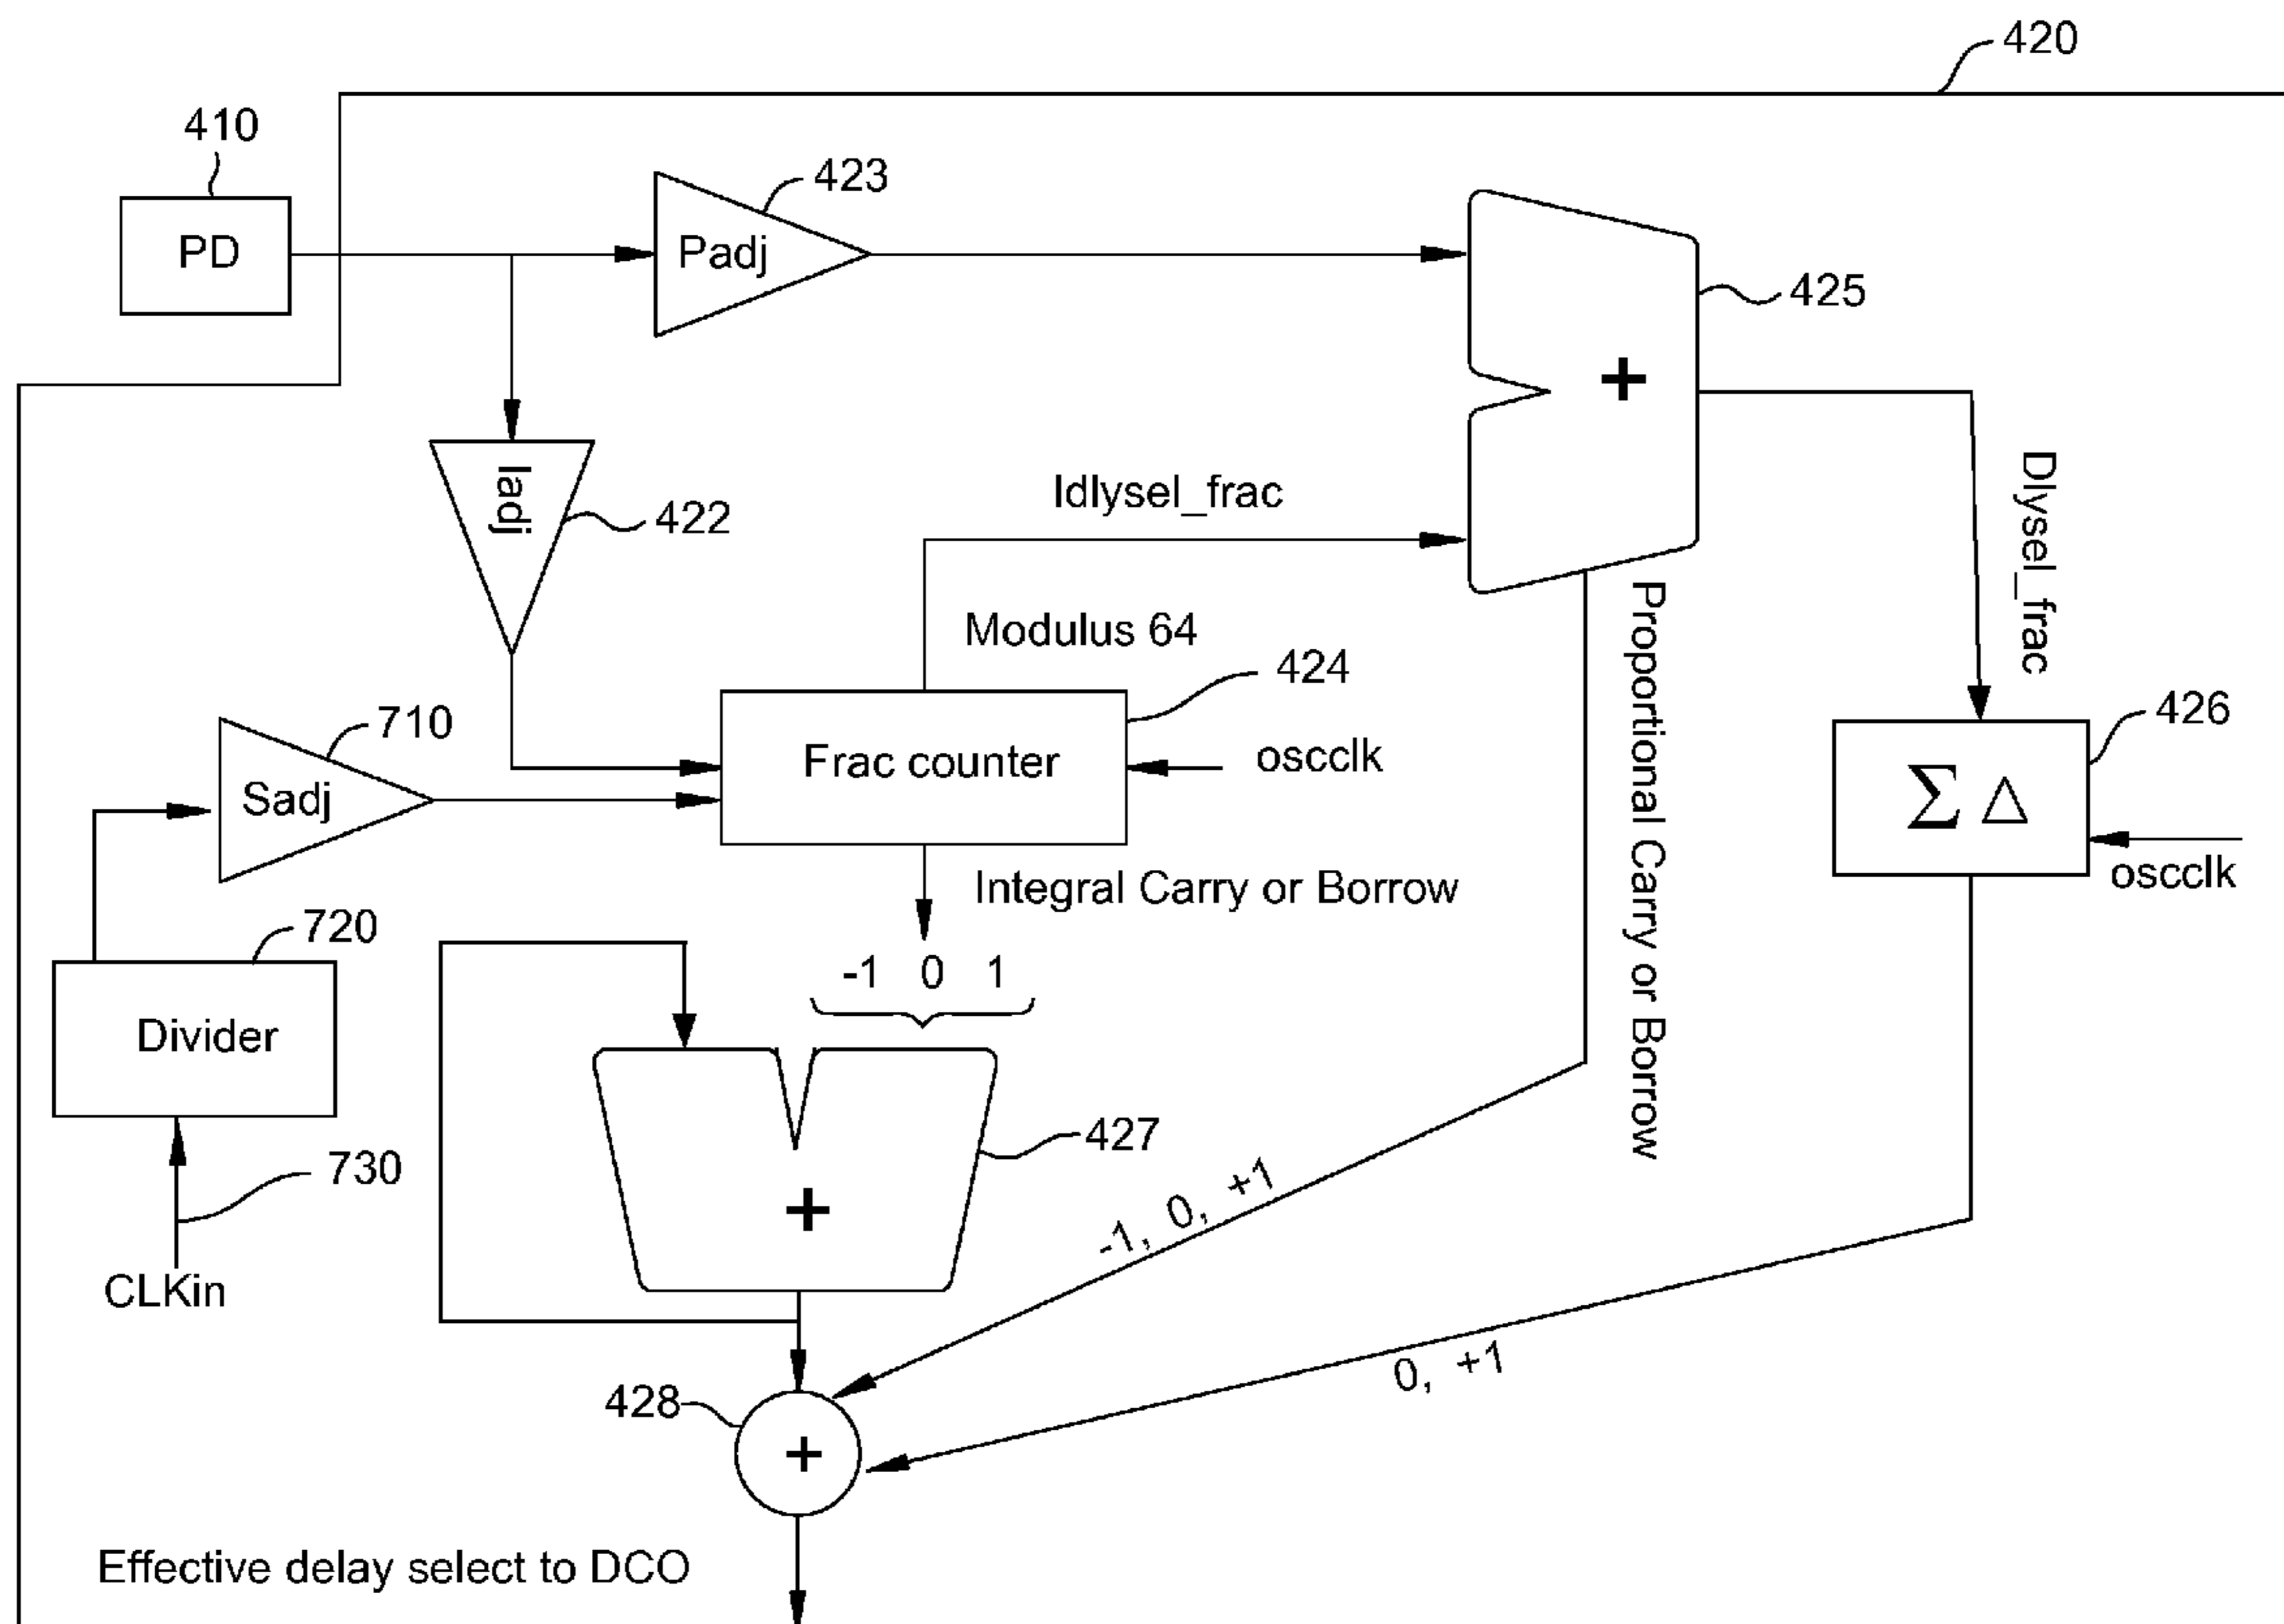 420
410
PD
423
Padj
425
+
Iadj
422
Idlysel_frac
Dlysel_frac
Modulus 64
424
Proportional Carry or Borrow
710
Sadj
Frac counter
oscclk
426
Σ Δ
oscclk
Integral Carry or Borrow
720
-1 0 1
Divider
427
+
730
-1, 0, +1
CLKin
0, +1
428
+
Effective delay select to DCO